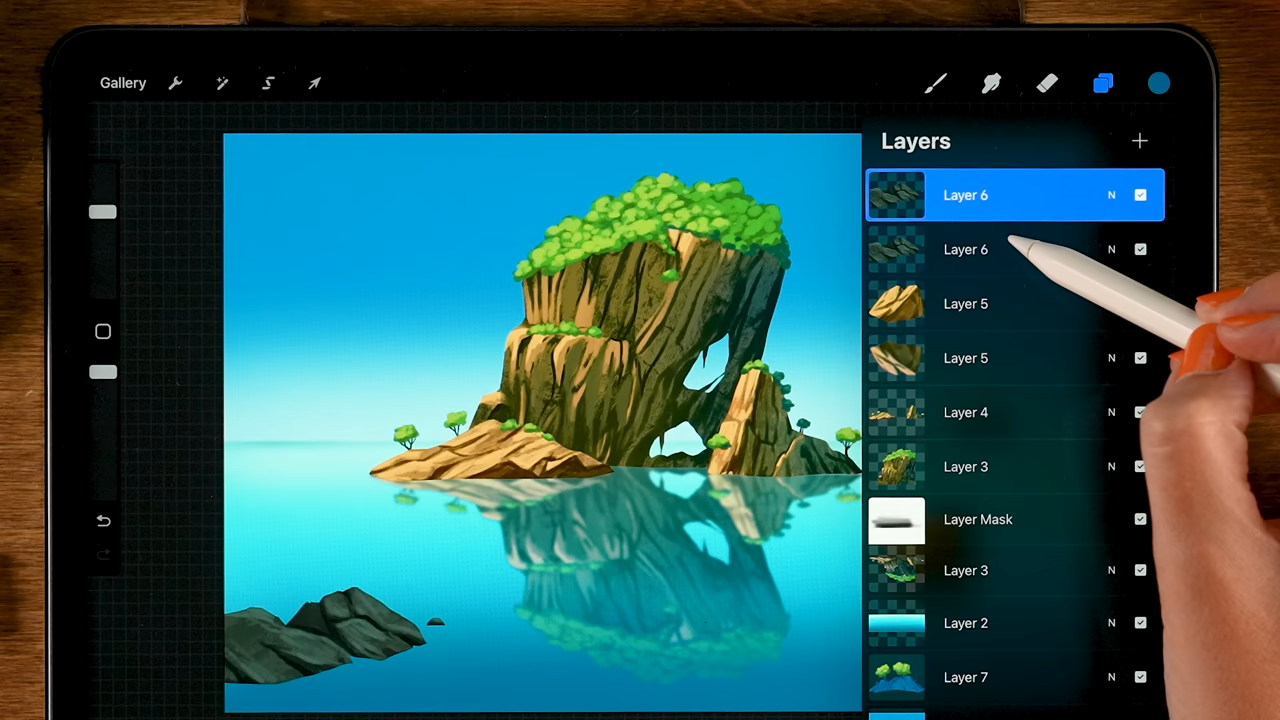 Gallery
Layers
Layer 6 N
Layer 6 N
Layer 5
Layer 5 N
Layer 4 N
Layer 3 N
Layer Mask
Layer 3 N
Layer 2 N
Layer 7 N